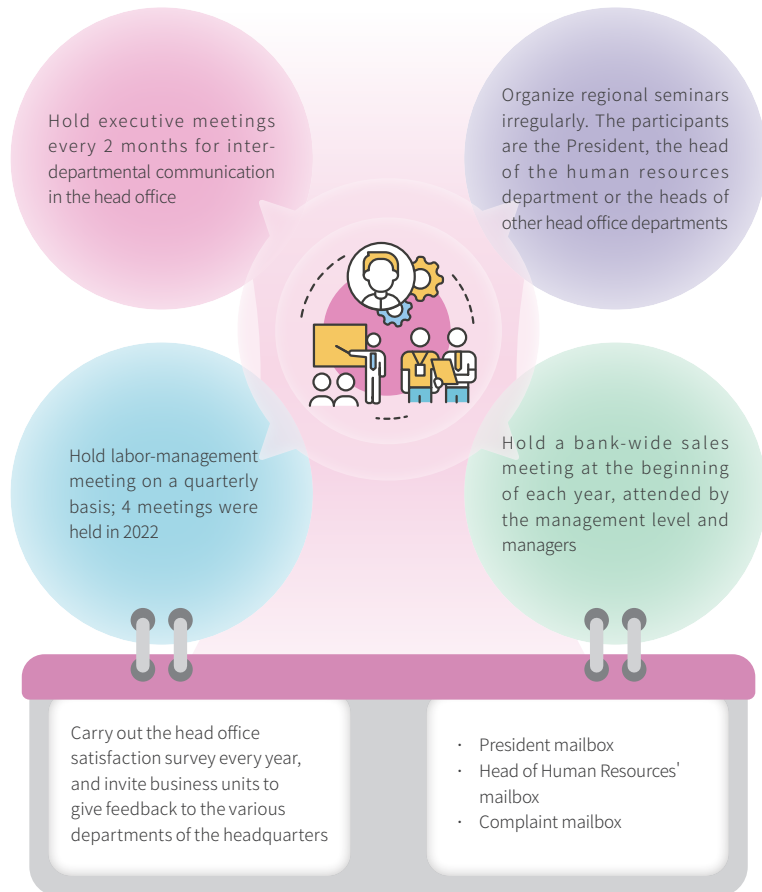 Hold executive meetings
every 2 months for inter-
departmental communication
in the head office
Organize regional seminars
irregularly. The participants
are the President, the head
of the human resources
department or the heads of
other head office departments
Hold labor-management
meeting on a quarterly
basis; 4 meetings were
held in 2022
Hold a bank-wide sales
meeting at the beginning
of each year, attended by
the management level and
managers
Carry out the head office
satisfaction survey every year,
and invite business units to
give feedback to the various
departments of the headquarters
· President mailbox
· Head of Human Resources'
mailbox
· Complaint mailbox